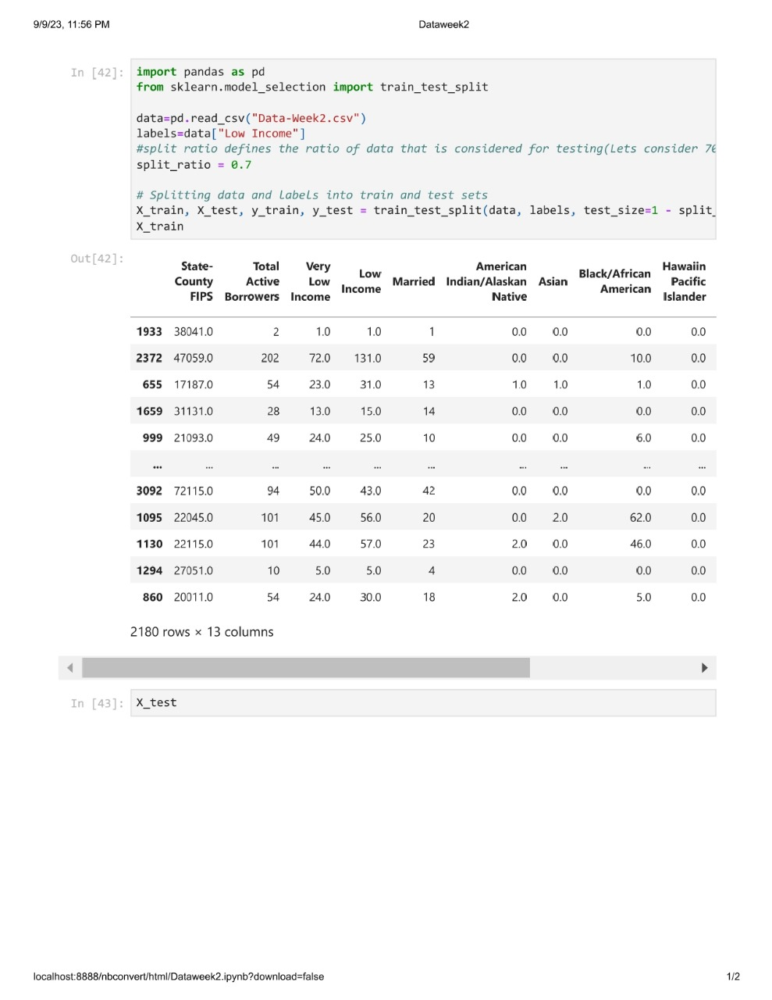 9/9/23, 11:56 PM Dataweek2
In [42]: import pandas as pd
from sklearn.model_selection import train_test_split
data=pd.read_csv("Data-Week2.csv")
labels=data["Low Income"]
#split ratio defines the ratio of data that is considered for testing(Lets consider 70
split_ratio = 0.7
# Splitting data and labels into train and test sets
X_train, X_test, y_train, y_test = train_test_split(data, labels, test_size=1 - split_
X_train
Out[42]:
State-County FIPS Total Active Borrowers Very Low Income Low Income Married American Indian/Alaskan Native Asian Black/African American Hawaiin Pacific Islander
1933 38041.0 2 1.0 1.0 1 0.0 0.0 0.0 0.0
2372 47059.0 202 72.0 131.0 59 0.0 0.0 10.0 0.0
655 17187.0 54 23.0 31.0 13 1.0 1.0 1.0 0.0
1659 31131.0 28 13.0 15.0 14 0.0 0.0 0.0 0.0
999 21093.0 49 24.0 25.0 10 0.0 0.0 6.0 0.0
... ... ... ... ... ... ... ... ... ...
3092 72115.0 94 50.0 43.0 42 0.0 0.0 0.0 0.0
1095 22045.0 101 45.0 56.0 20 0.0 2.0 62.0 0.0
1130 22115.0 101 44.0 57.0 23 2.0 0.0 46.0 0.0
1294 27051.0 10 5.0 5.0 4 0.0 0.0 0.0 0.0
860 20011.0 54 24.0 30.0 18 2.0 0.0 5.0 0.0
2180 rows × 13 columns
In [43]: X_test
localhost:8888/nbconvert/html/Dataweek2.ipynb?download=false 1/2